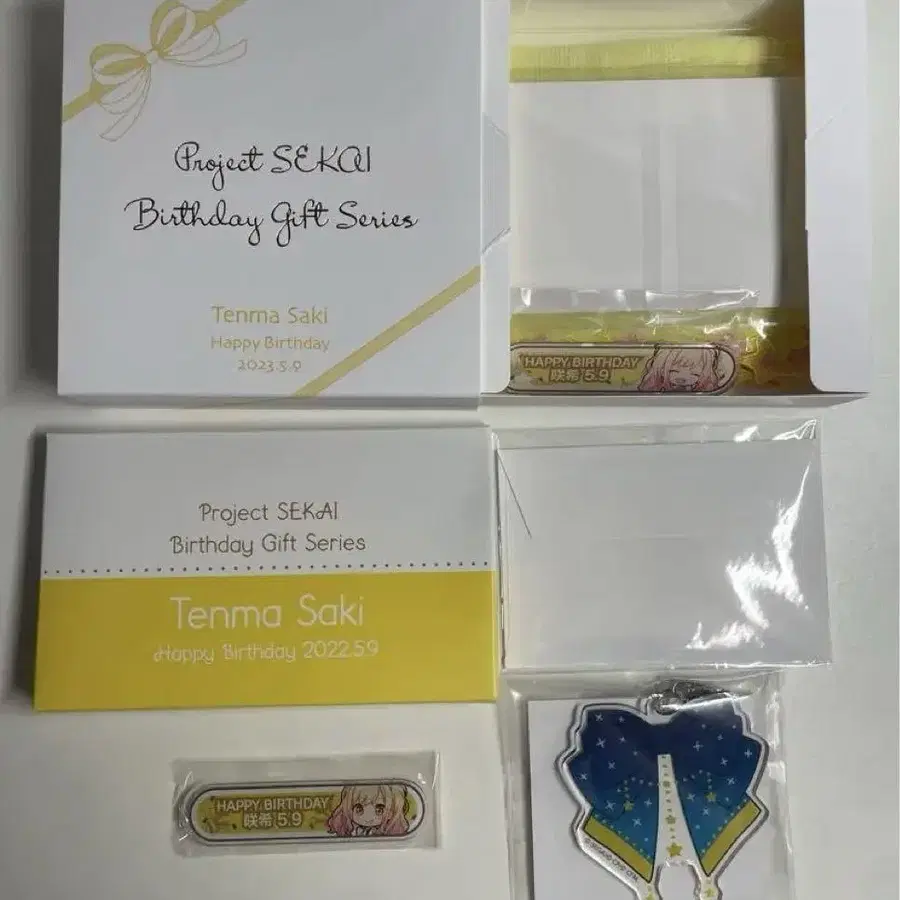 Project SEKAI
Birthday Gift Series
Tenma Saki
Happy Birthday
2023.5.9
HAPPY BIRTHDAY
咲希 5.9
Project SEKAI
Birthday Gift Series
Tenma Saki
Happy Birthday 2022.5.9
HAPPY BIRTHDAY
咲希 5.9